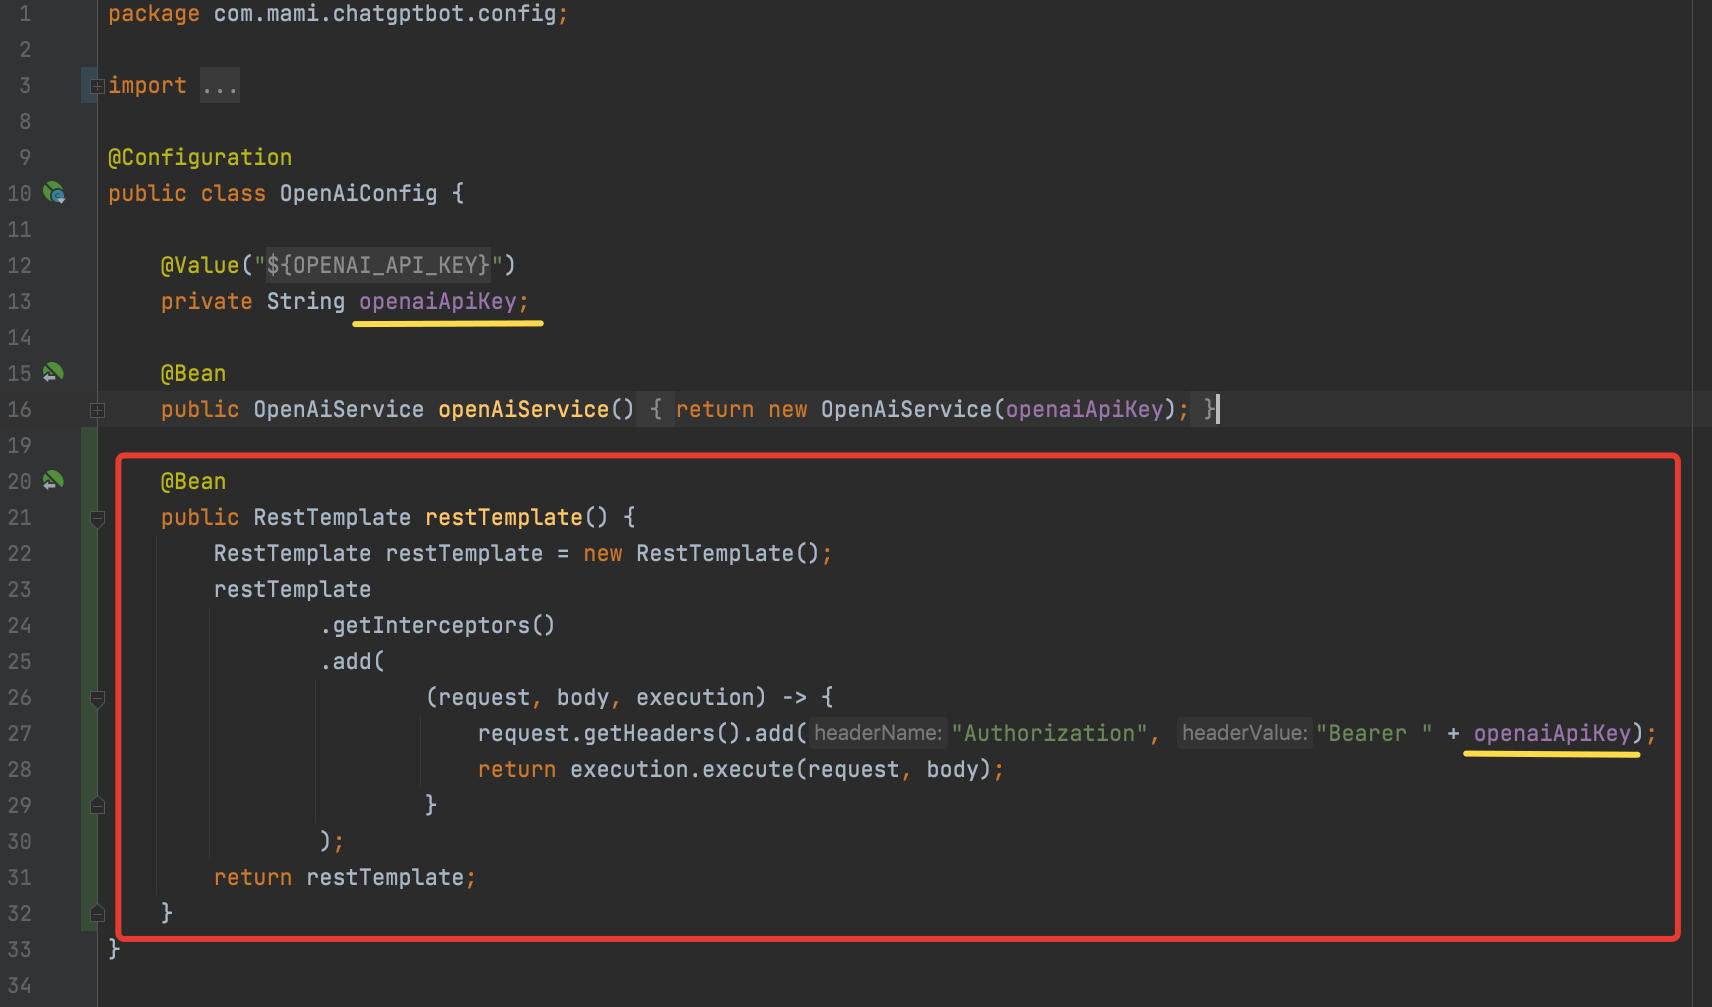 1 package com.mami.chatgptbot.config;
2
3 import ...
8
9 @Configuration
10 public class OpenAiConfig {
11
12 @Value("${OPENAI_API_KEY}")
13 private String openaiApiKey;
14
15 @Bean
16 public OpenAiService openAiService() { return new OpenAiService(openaiApiKey); }
19
20 @Bean
21 public RestTemplate restTemplate() {
22 RestTemplate restTemplate = new RestTemplate();
23 restTemplate
24 .getInterceptors()
25 .add(
26 (request, body, execution) -> {
27 request.getHeaders().add( headerName: "Authorization", headerValue: "Bearer " + openaiApiKey);
28 return execution.execute(request, body);
29 }
30 );
31 return restTemplate;
32 }
33 }
34